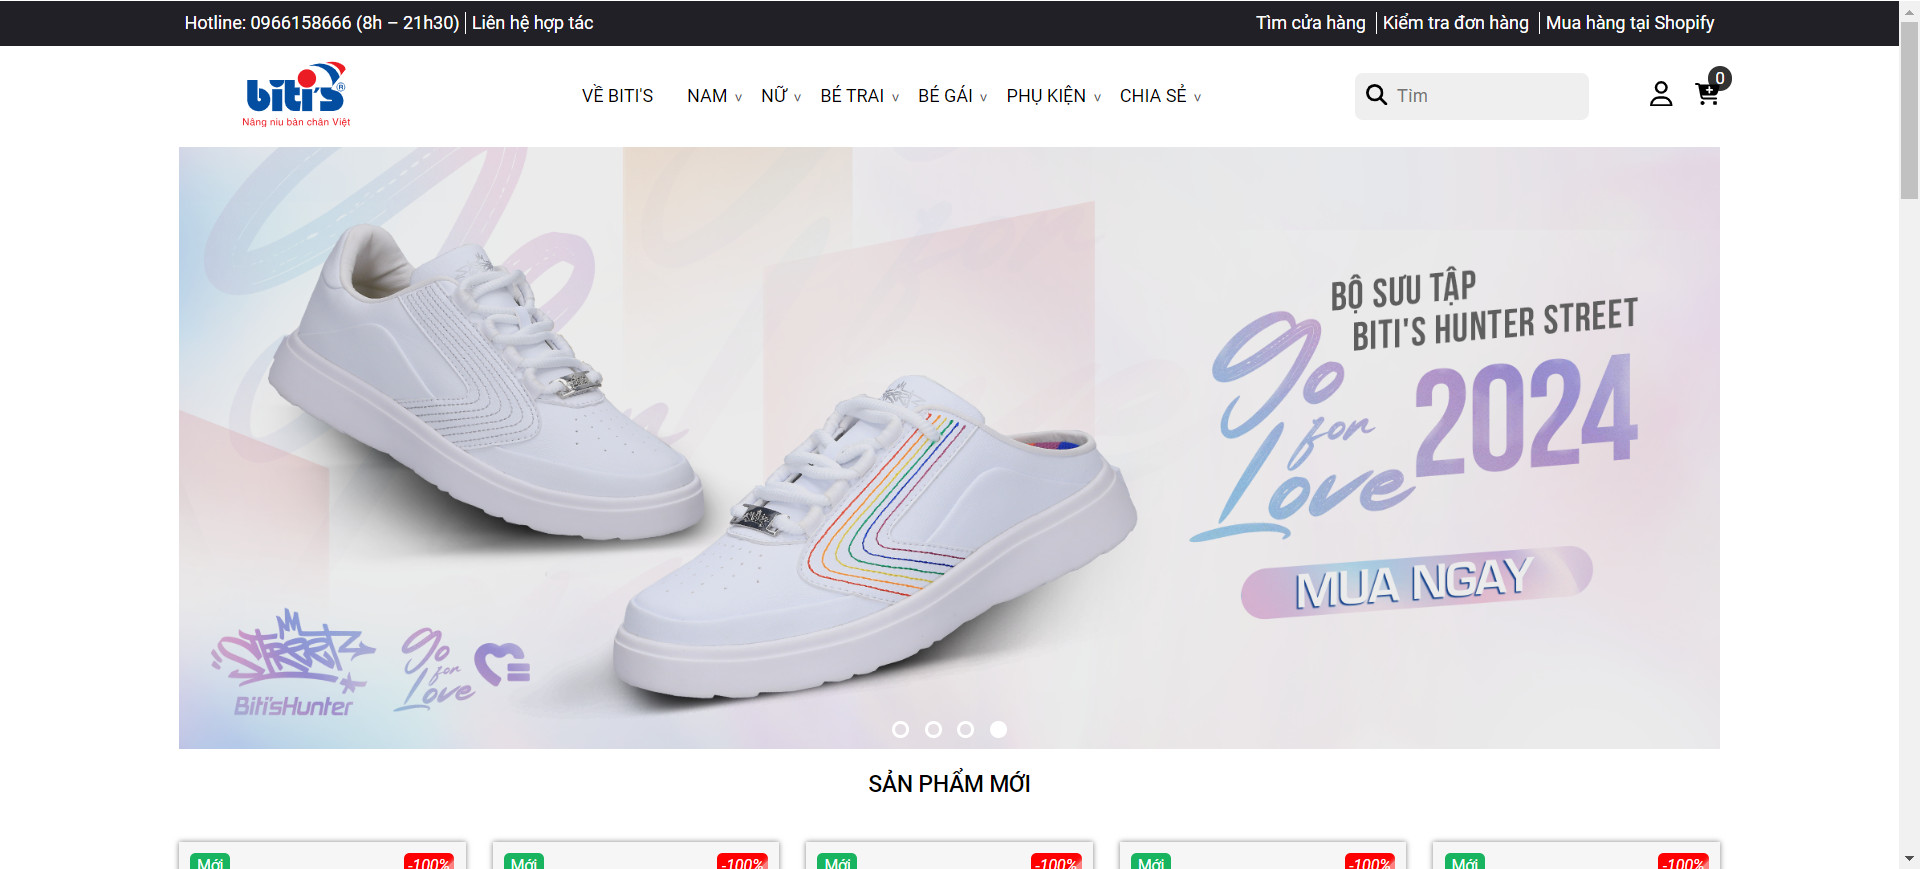 Hotline: 0966158666 (8h – 21h30) Liên hệ hợp tác
Tìm cửa hàng Kiểm tra đơn hàng Mua hàng tại Shopify
biti's ®
Nâng niu bàn chân Việt
VỀ BITI'S NAM v NỮ v BÉ TRAI v BÉ GÁI v PHỤ KIỆN v CHIA SẺ v
Tìm
0
BỘ SƯU TẬP
BITI'S HUNTER STREET
go for Love 2024
MUA NGAY
STREET
Biti'sHunter
go for Love
SẢN PHẨM MỚI
Mới -100% Mới -100% Mới -100% Mới -100% Mới -100%